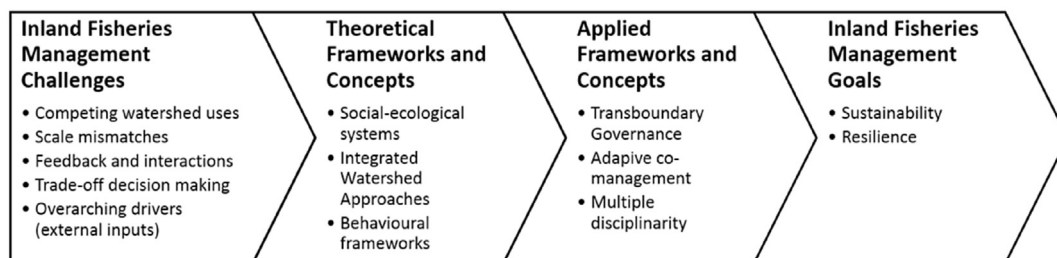 Inland Fisheries
Management
Challenges
• Competing watershed uses
• Scale mismatches
• Feedback and interactions
• Trade-off decision making
• Overarching drivers
(external inputs)
Theoretical
Frameworks and
Concepts
• Social-ecological
systems
• Integrated
Watershed
Approaches
• Behavioural
frameworks
Applied
Frameworks and
Concepts
• Transboundary
Governance
• Adapive co-
management
• Multiple
disciplinarity
Inland Fisheries
Management
Goals
• Sustainability
• Resilience